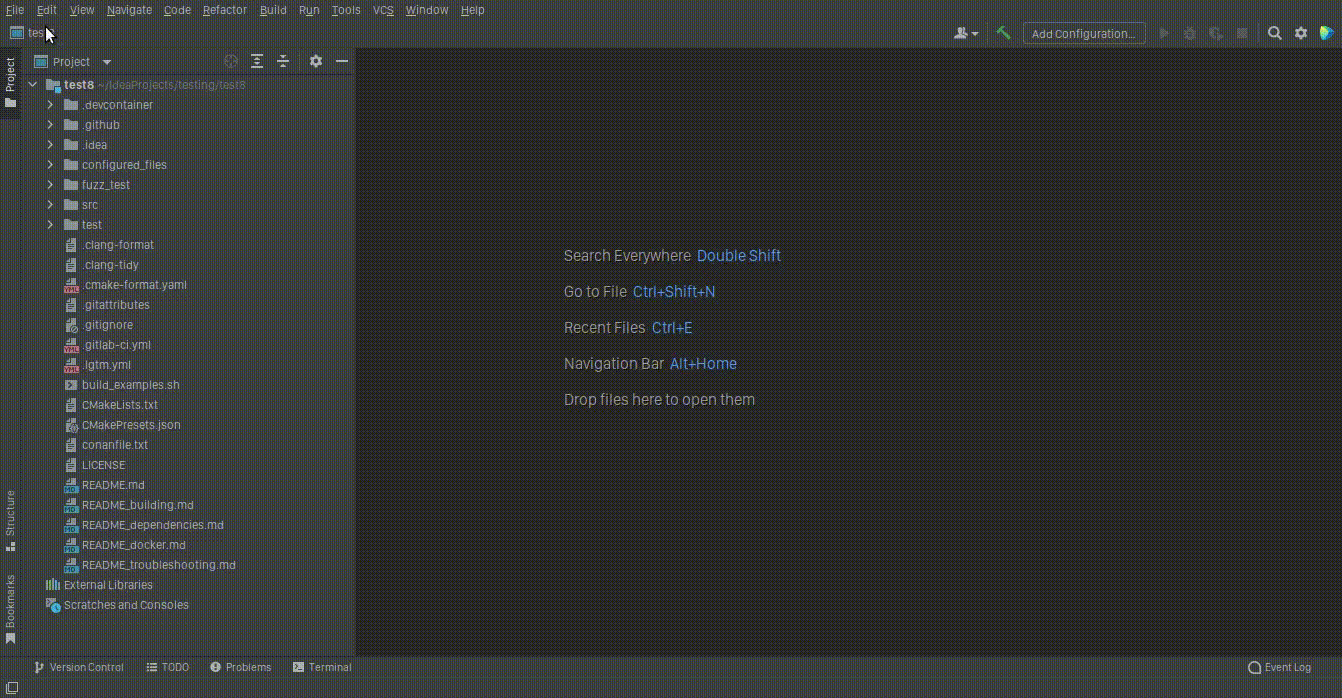 File Edit View Navigate Code Refactor Build Run Tools VCS Window Help
Add Configuration...
Project
Project
test8 ~/IdeaProjects/testing/test8
.devcontainer
.github
.idea
configured_files
fuzz_test
src
test
.clang-format
.clang-tidy
.cmake-format.yaml
.gitattributes
.gitignore
.gitlab-ci.yml
.lgtm.yml
build_examples.sh
CMakeLists.txt
CMakePresets.json
conanfile.txt
LICENSE
README.md
README_building.md
README_dependencies.md
README_docker.md
README_troubleshooting.md
External Libraries
Scratches and Consoles
Search Everywhere Double Shift
Go to File Ctrl+Shift+N
Recent Files Ctrl+E
Navigation Bar Alt+Home
Drop files here to open them
Structure
Bookmarks
Version Control TODO Problems Terminal Event Log